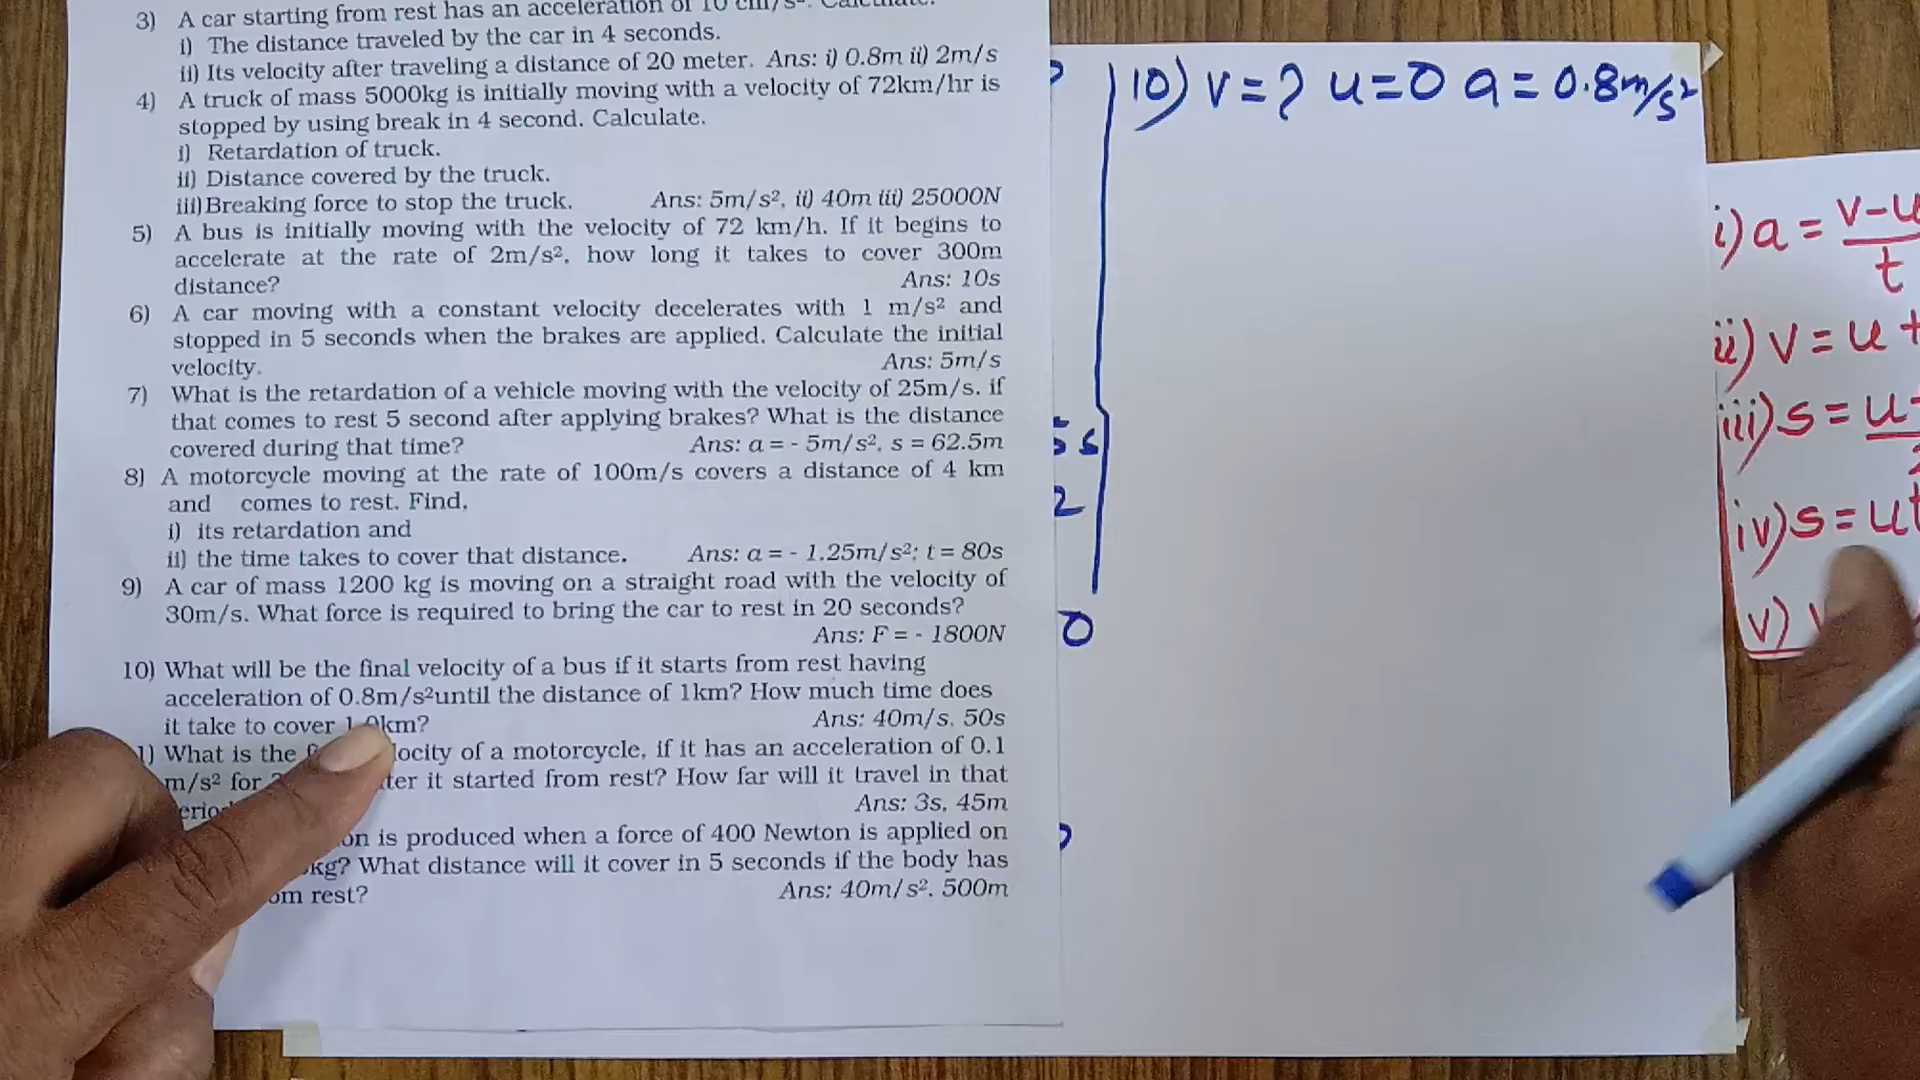 3) A car starting from rest has an acceleration of 10 cm/s². Calculate.
i) The distance traveled by the car in 4 seconds.
ii) Its velocity after traveling a distance of 20 meter. Ans: i) 0.8m ii) 2m/s
4) A truck of mass 5000kg is initially moving with a velocity of 72km/hr is
stopped by using break in 4 second. Calculate.
i) Retardation of truck.
ii) Distance covered by the truck.
iii) Breaking force to stop the truck. Ans: 5m/s², ii) 40m iii) 25000N
5) A bus is initially moving with the velocity of 72 km/h. If it begins to
accelerate at the rate of 2m/s², how long it takes to cover 300m
distance? Ans: 10s
6) A car moving with a constant velocity decelerates with 1 m/s² and
stopped in 5 seconds when the brakes are applied. Calculate the initial
velocity. Ans: 5m/s
7) What is the retardation of a vehicle moving with the velocity of 25m/s. if
that comes to rest 5 second after applying brakes? What is the distance
covered during that time? Ans: a = - 5m/s², s = 62.5m
8) A motorcycle moving at the rate of 100m/s covers a distance of 4 km
and comes to rest. Find,
i) its retardation and
ii) the time takes to cover that distance. Ans: a = - 1.25m/s²; t = 80s
9) A car of mass 1200 kg is moving on a straight road with the velocity of
30m/s. What force is required to bring the car to rest in 20 seconds?
Ans: F = - 1800N
10) What will be the final velocity of a bus if it starts from rest having
acceleration of 0.8m/s²until the distance of 1km? How much time does
it take to cover km? Ans: 40m/s, 50s
1) What is the locity of a motorcycle, if it has an acceleration of 0.1
m/s² for ter it started from rest? How far will it travel in that
Ans: 3s, 45m
on is produced when a force of 400 Newton is applied on
kg? What distance will it cover in 5 seconds if the body has
om rest? Ans: 40m/s², 500m
10) v = ? u = 0 a = 0.8m/s²
5s
2
0
i) a = v-u/t
ii) v = u +
iii) s = u+/2
iv) s = ut
v) v